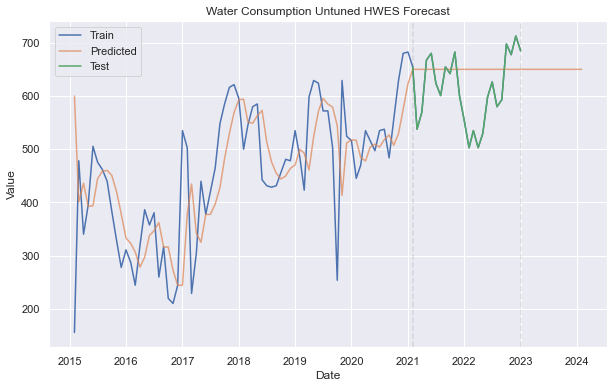 Water Consumption Untuned HWES Forecast
Train
Predicted
Test
700
600
500
400
300
200
Value
2015 2016 2017 2018 2019 2020 2021 2022 2023 2024
Date